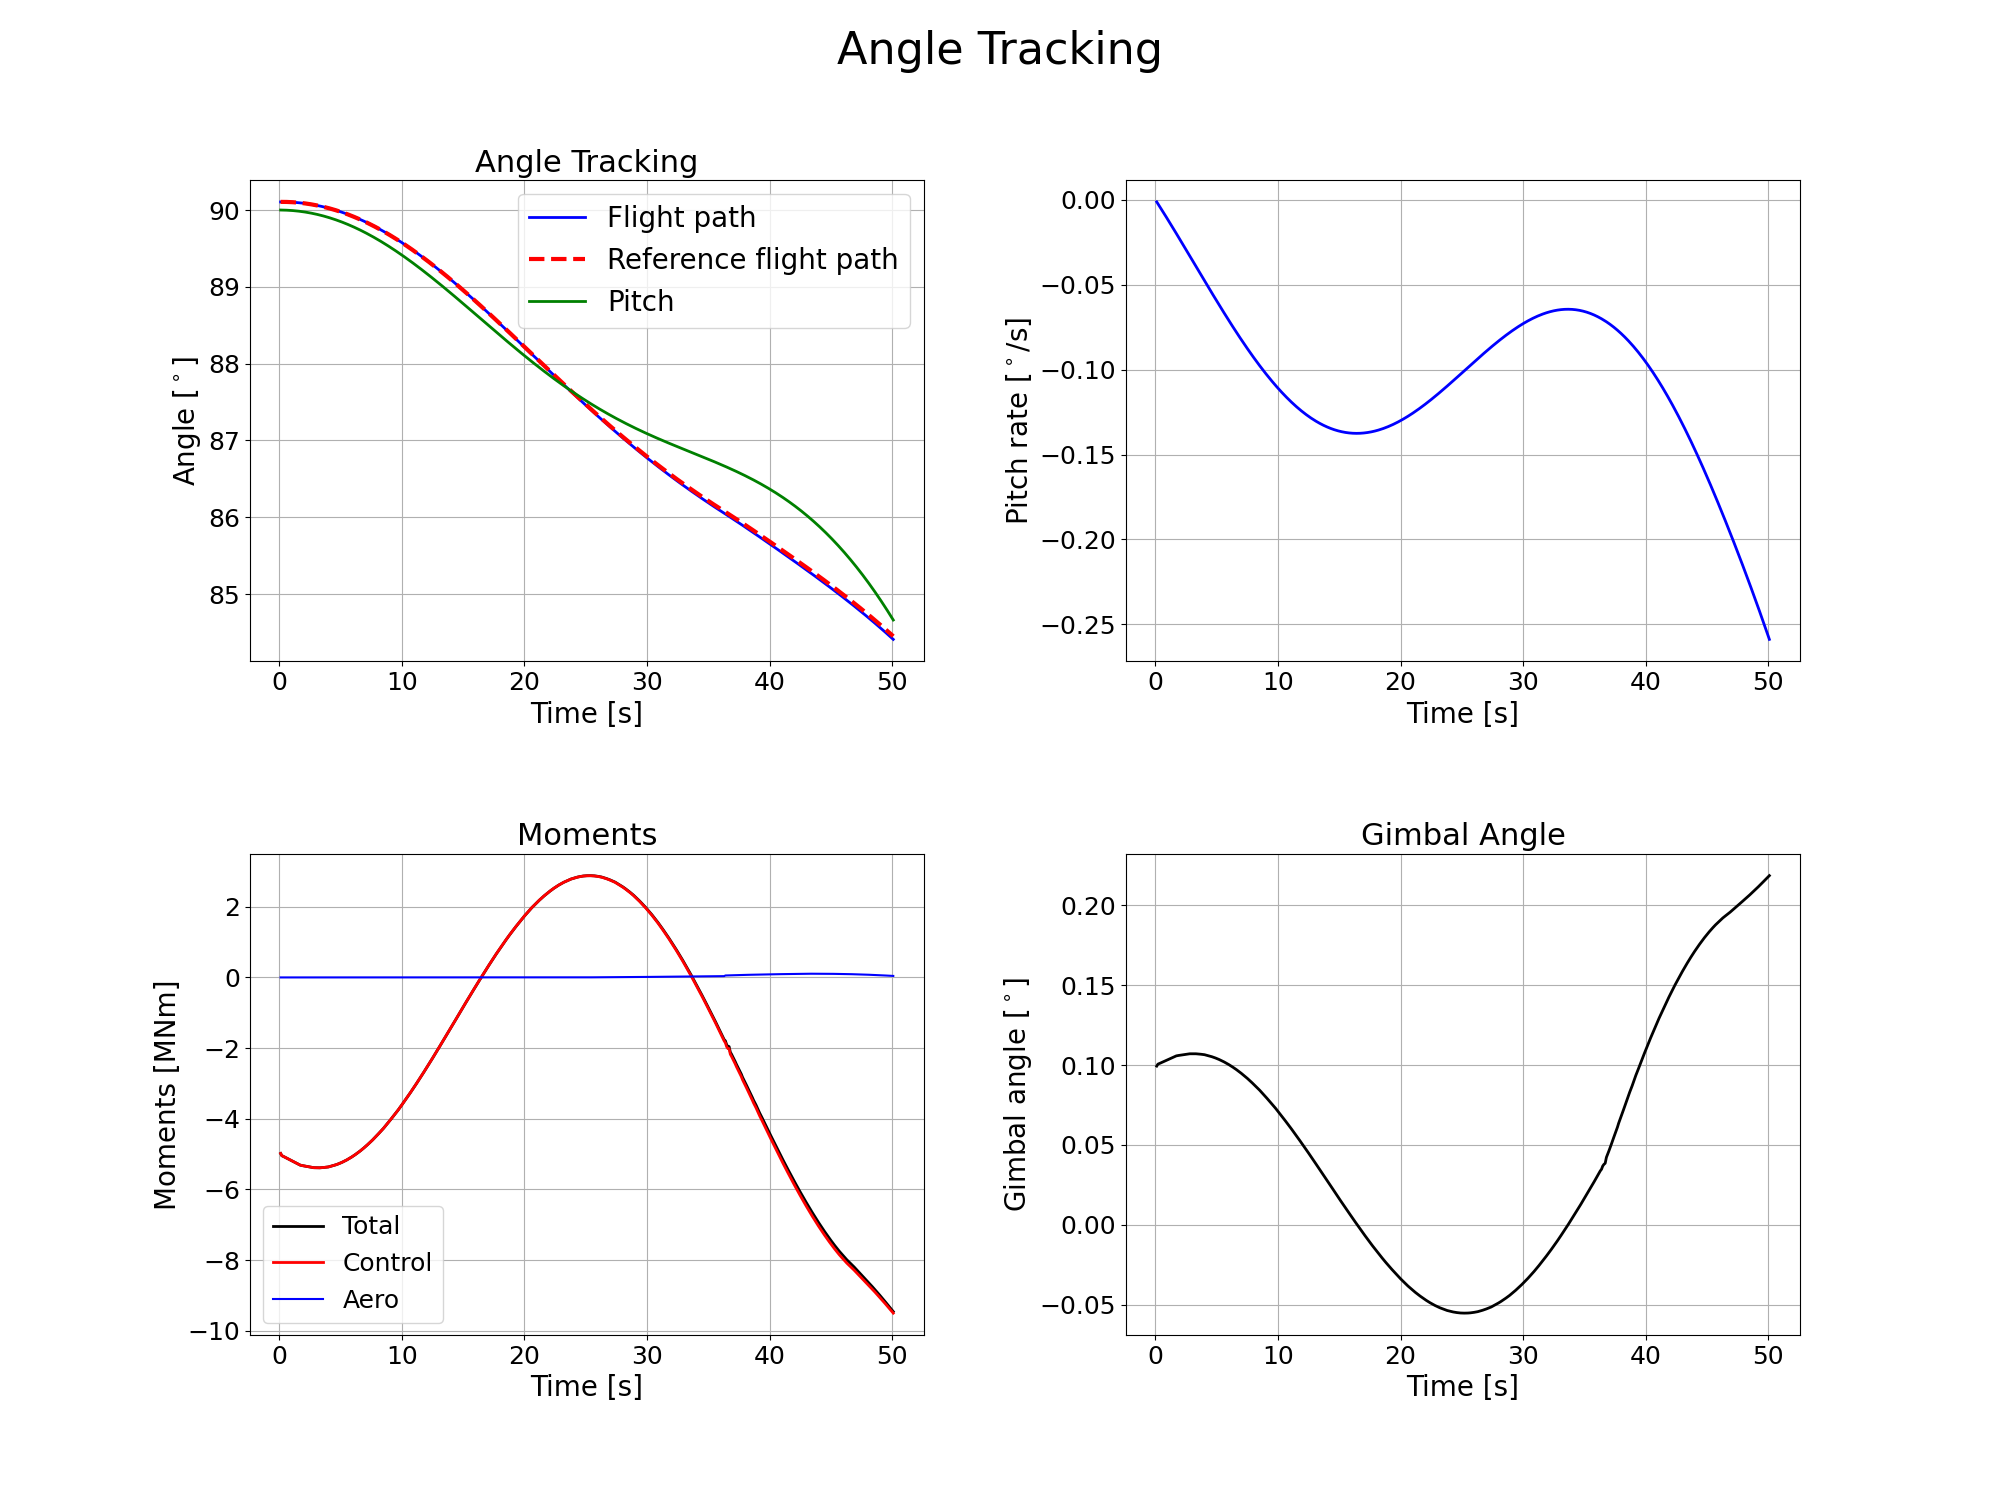 Angle Tracking
Angle Tracking
Angle [°]
90
89
88
87
86
85
Flight path
Reference flight path
Pitch
0 10 20 30 40 50
Time [s]
Pitch rate [°/s]
0.00
−0.05
−0.10
−0.15
−0.20
−0.25
0 10 20 30 40 50
Time [s]
Moments
Moments [MNm]
2
0
−2
−4
−6
−8
−10
Total
Control
Aero
0 10 20 30 40 50
Time [s]
Gimbal Angle
Gimbal angle [°]
0.20
0.15
0.10
0.05
0.00
−0.05
0 10 20 30 40 50
Time [s]